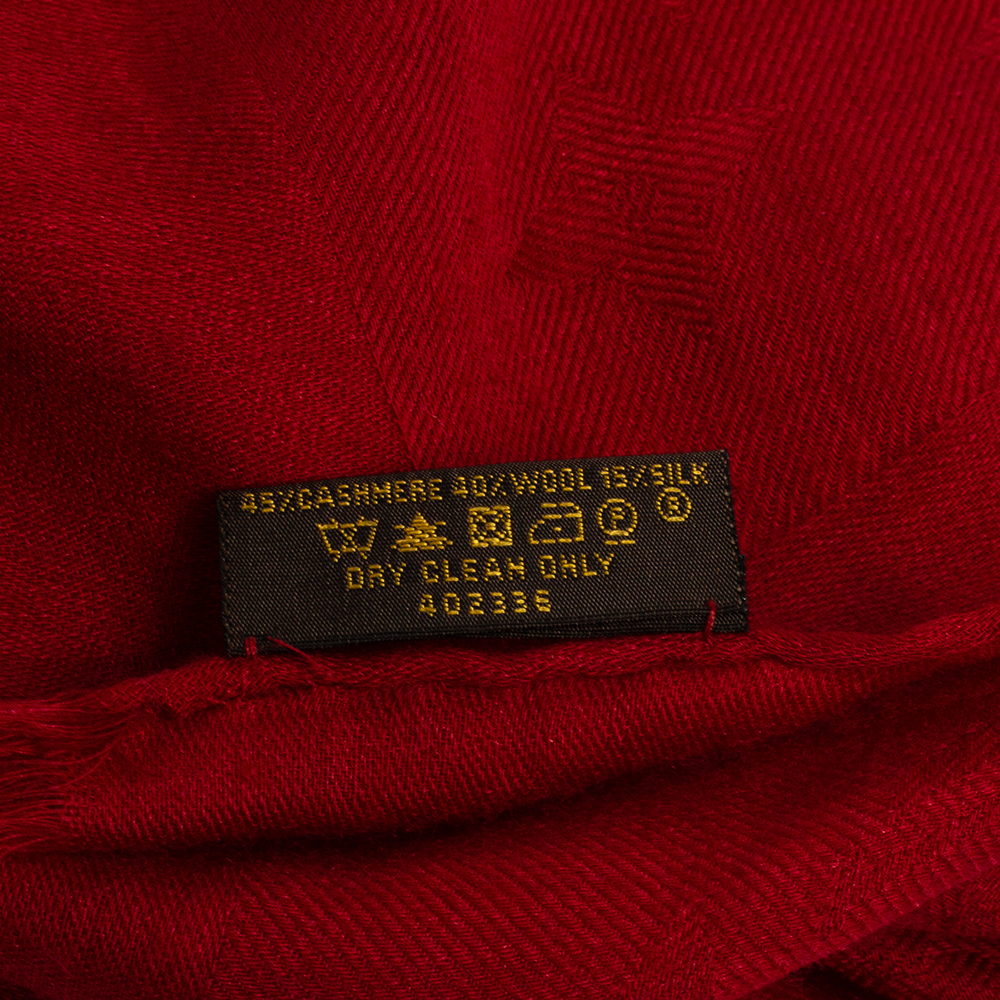 45%CASHMERE 40%WOOL 15%SILK
P ®
DRY CLEAN ONLY
402336